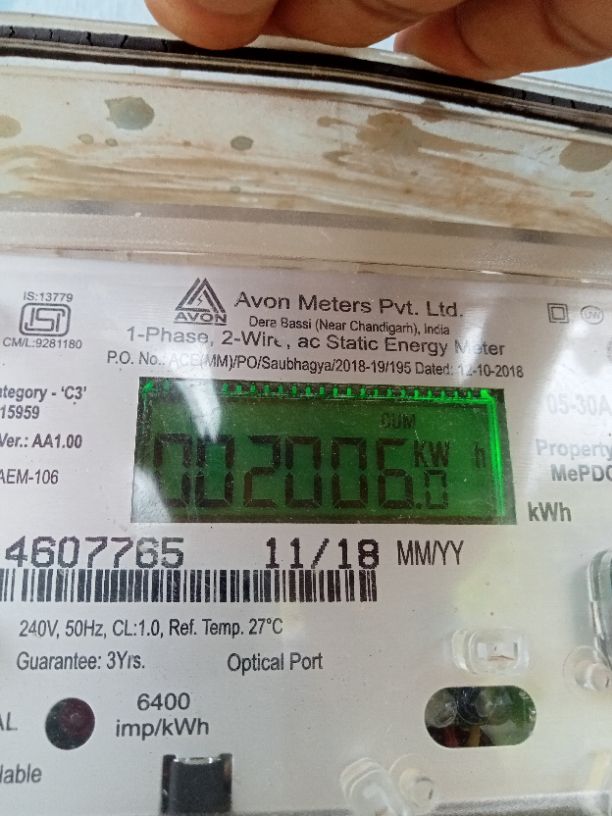 IS:13779
ISI
CM/L:9281180
AVON
Avon Meters Pvt. Ltd.
Dera Bassi (Near Chandigarh), India
1-Phase, 2-Wire, ac Static Energy Meter
P.O. No.: ACE(MM)/PO/Saubhagya/2018-19/195 Dated: 12-10-2018
- 'C3'
15959
Ver.: AA1.00
AEM-106
CUM
002006.0 KW h
05-30A
Property
kWh
4607765 11/18 MM/YY
240V, 50Hz, CL:1.0, Ref. Temp. 27°C
Guarantee: 3Yrs. Optical Port
6400
imp/kWh